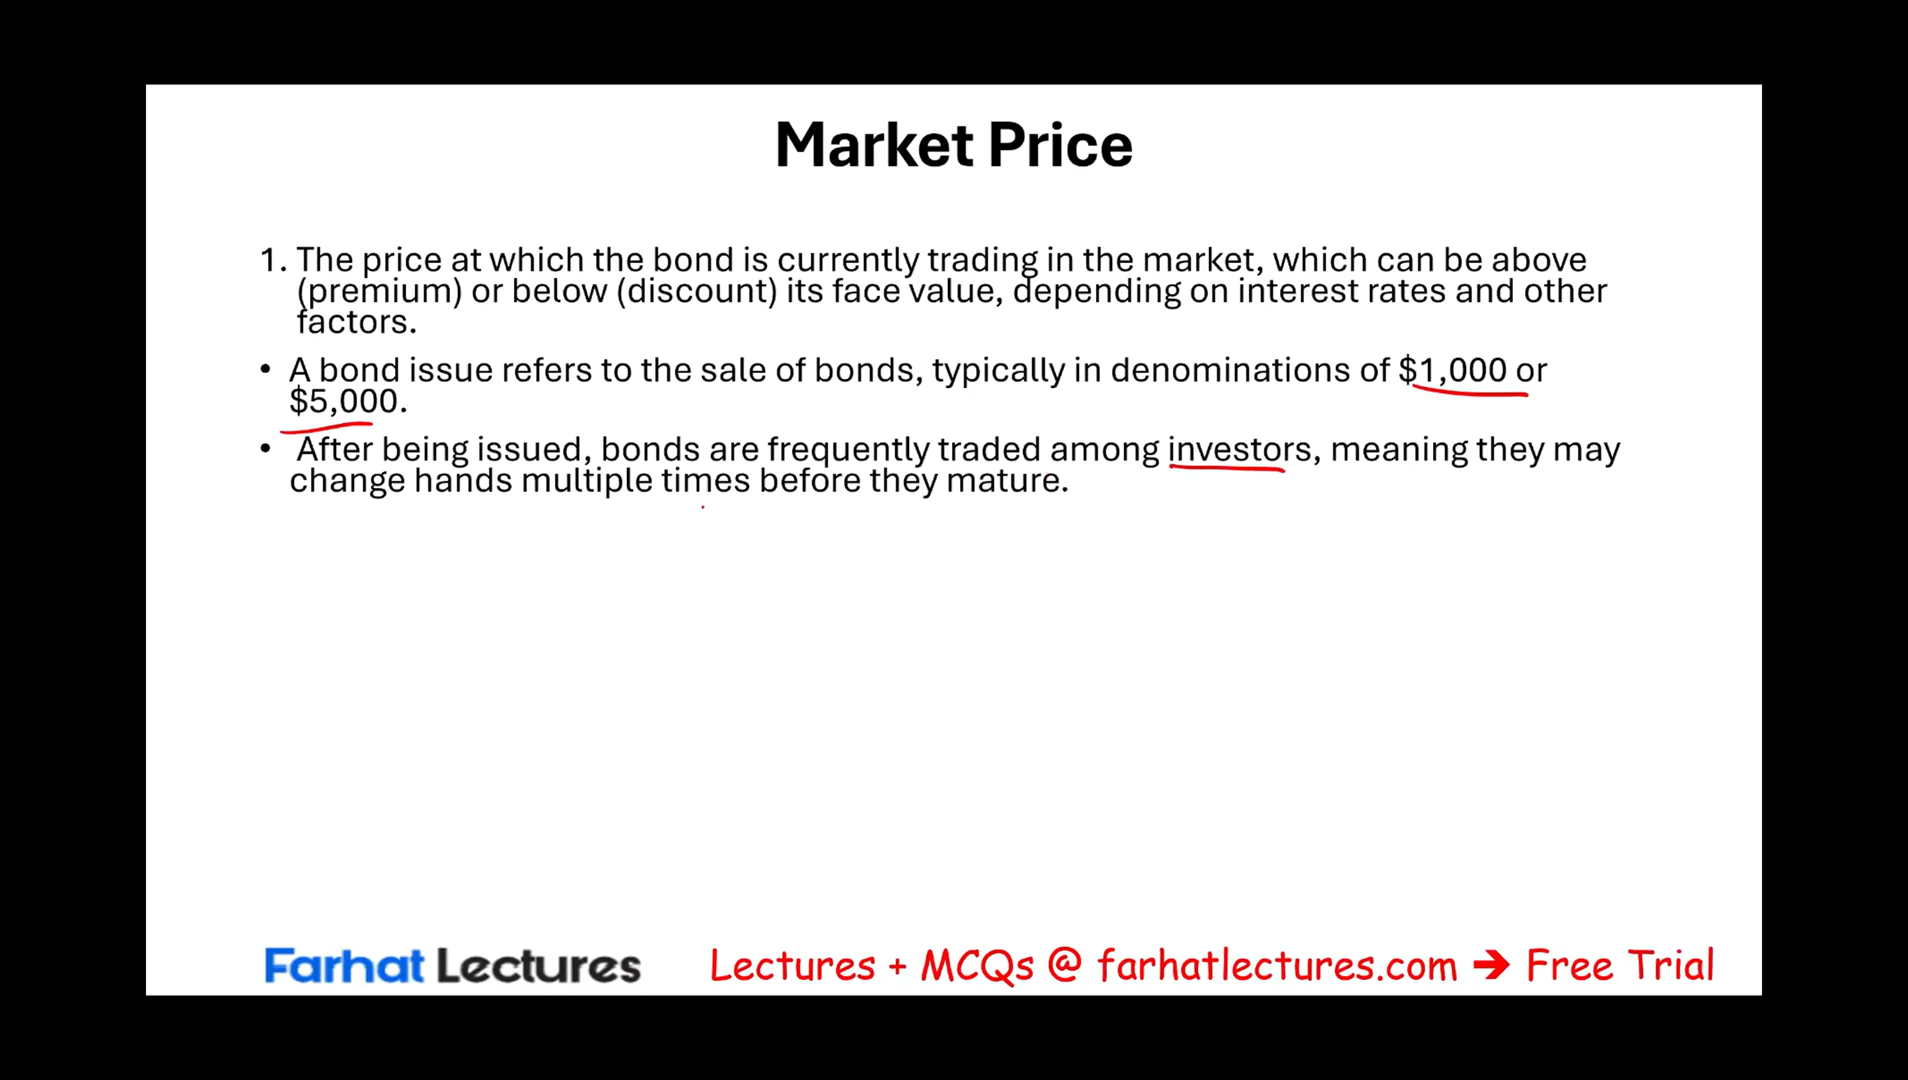 Market Price
1. The price at which the bond is currently trading in the market, which can be above
(premium) or below (discount) its face value, depending on interest rates and other
factors.
• A bond issue refers to the sale of bonds, typically in denominations of $1,000 or
$5,000.
• After being issued, bonds are frequently traded among investors, meaning they may
change hands multiple times before they mature.
Farhat Lectures
Lectures + MCQs @ farhatlectures.com ➔ Free Trial